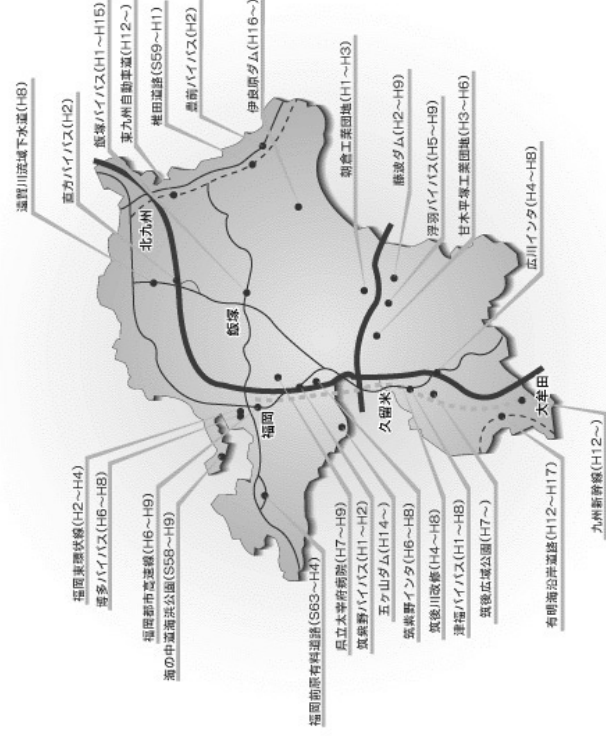 福岡東環状線(H2～H4)
博多バイパス(H6～H8)
福岡都市高速線(H6～H9)
海の中道海浜公園(S58～H9)
福岡前原有料道路(S63～H4)
県立太宰府病院(H7～H9)
筑紫野バイパス(H1～H2)
五ヶ山ダム(H14～)
筑紫野インタ(H6～H8)
筑後川改修(H4～H8)
津福バイパス(H1～H8)
筑後広域公園(H7～)
有明海沿岸道路(H12～H17)
九州新幹線(H12～)
遠賀川流域下水道(H8)
直方バイパス(H2)
飯塚バイパス(H1～H15)
東九州自動車道(H12～)
椎田道路(S59～H1)
豊前バイパス(H2)
伊良原ダム(H16～)
朝倉工業団地(H1～H3)
藤波ダム(H2～H9)
浮羽バイパス(H5～H9)
甘木平塚工業団地(H3～H6)
広川インタ(H4～H8)
北九州
飯塚
福岡
久留米
大牟田